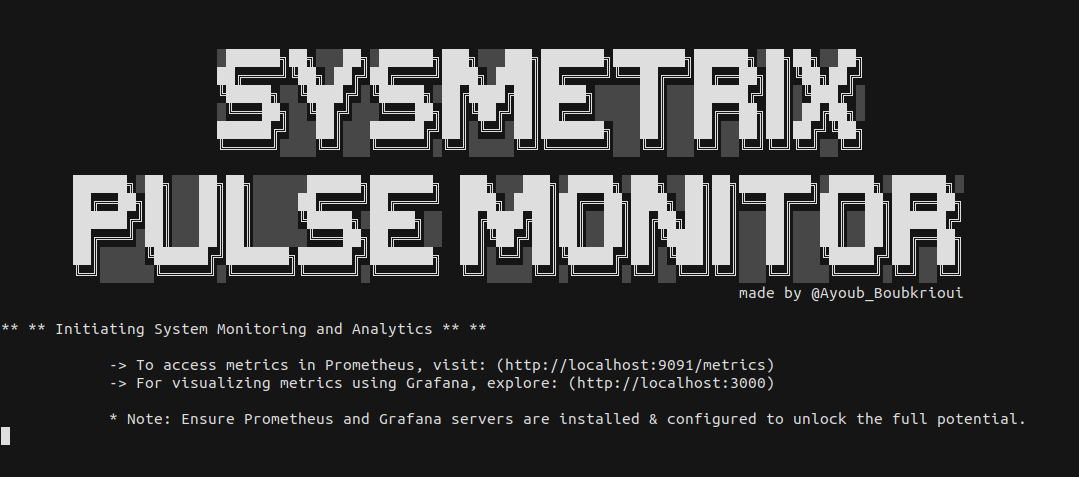 SYSMETRIX
PULSE MONITOR
made by @Ayoub_Boubkrioui
** ** Initiating System Monitoring and Analytics ** **
-> To access metrics in Prometheus, visit: (http://localhost:9091/metrics)
-> For visualizing metrics using Grafana, explore: (http://localhost:3000)
* Note: Ensure Prometheus and Grafana servers are installed & configured to unlock the full potential.